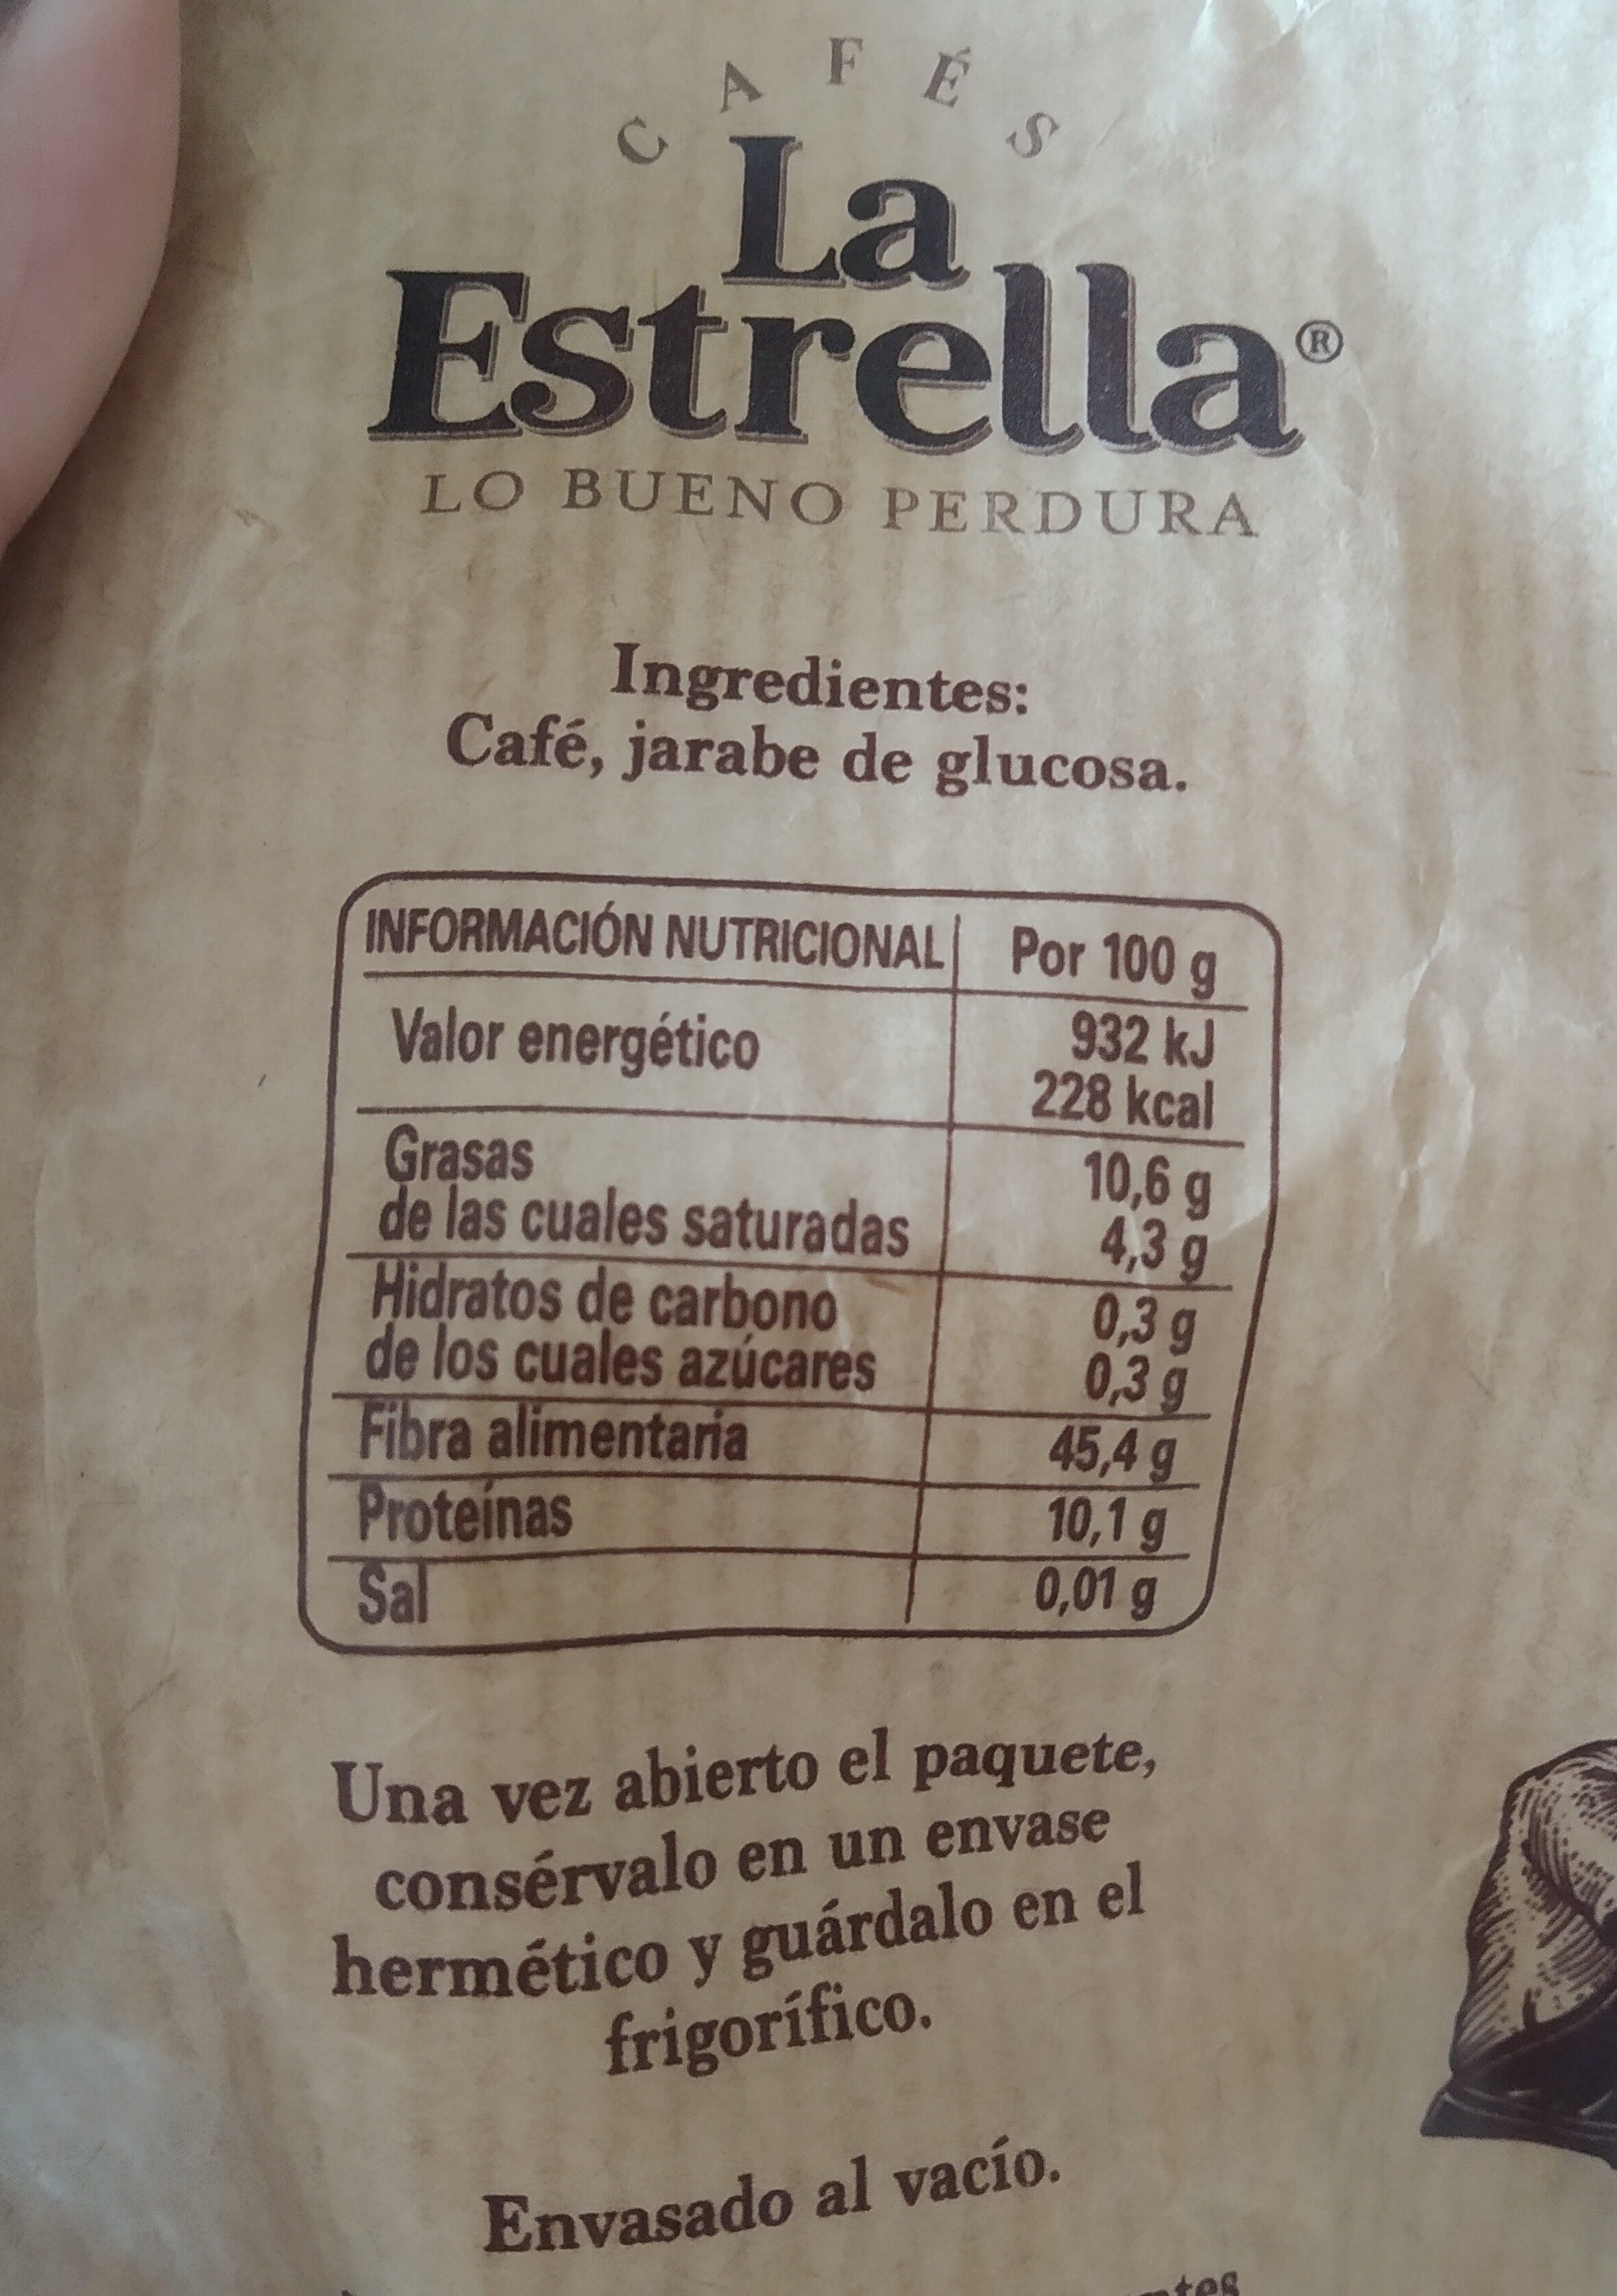 CAFÉS
La
Estrella®
LO BUENO PERDURA
Ingredientes:
Café, jarabe de glucosa.
INFORMACIÓN NUTRICIONAL Por 100 g
Valor energético 932 kJ
228 kcal
Grasas 10,6 g
de las cuales saturadas 4,3 g
Hidratos de carbono 0,3 g
de los cuales azúcares 0,3 g
Fibra alimentaria 45,4 g
Proteínas 10,1 g
Sal 0,01 g
Una vez abierto el paquete,
consérvalo en un envase
hermético y guárdalo en el
frigorífico.
Envasado al vacío.